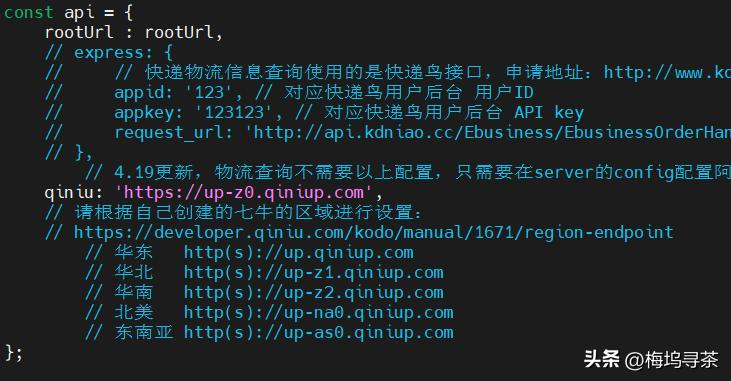 const api = {
    rootUrl : rootUrl,
    // express: {
    //   // 快递物流信息查询使用的是快递鸟接口，申请地址：http://www.kd
    //   appid: '123', // 对应快递鸟用户后台 用户ID
    //   appkey: '123123', // 对应快递鸟用户后台 API key
    //   request_url: 'http://api.kdniao.cc/Ebusiness/EbusinessOrderHan
    // },
        // 4.19更新，物流查询不需要以上配置，只需要在server的config配置阿
    qiniu: 'https://up-z0.qiniup.com',
    // 请根据自己创建的七牛的区域进行设置：
    // https://developer.qiniu.com/kodo/manual/1671/region-endpoint
        // 华东   http(s)://up.qiniup.com
        // 华北   http(s)://up-z1.qiniup.com
        // 华南   http(s)://up-z2.qiniup.com
        // 北美   http(s)://up-na0.qiniup.com
        // 东南亚 http(s)://up-as0.qiniup.com
};
头条 @梅坞寻茶